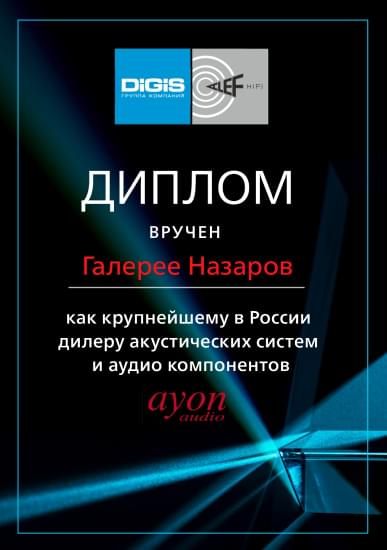 DiGiS
ГРУППА КОМПАНИЙ
ALEF HIFI
ДИПЛОМ
ВРУЧЕН
Галерее Назаров
как крупнейшему в России
дилеру акустических систем
и аудио компонентов
ayon
audio